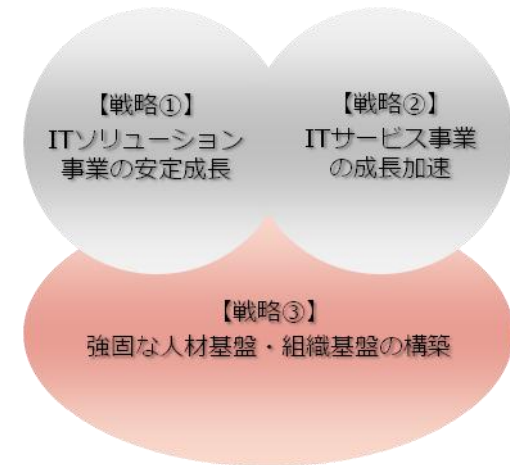 【戦略①】
ITソリューション
事業の安定成長
【戦略②】
ITサービス事業
の成長加速
【戦略③】
強固な人材基盤・組織基盤の構築